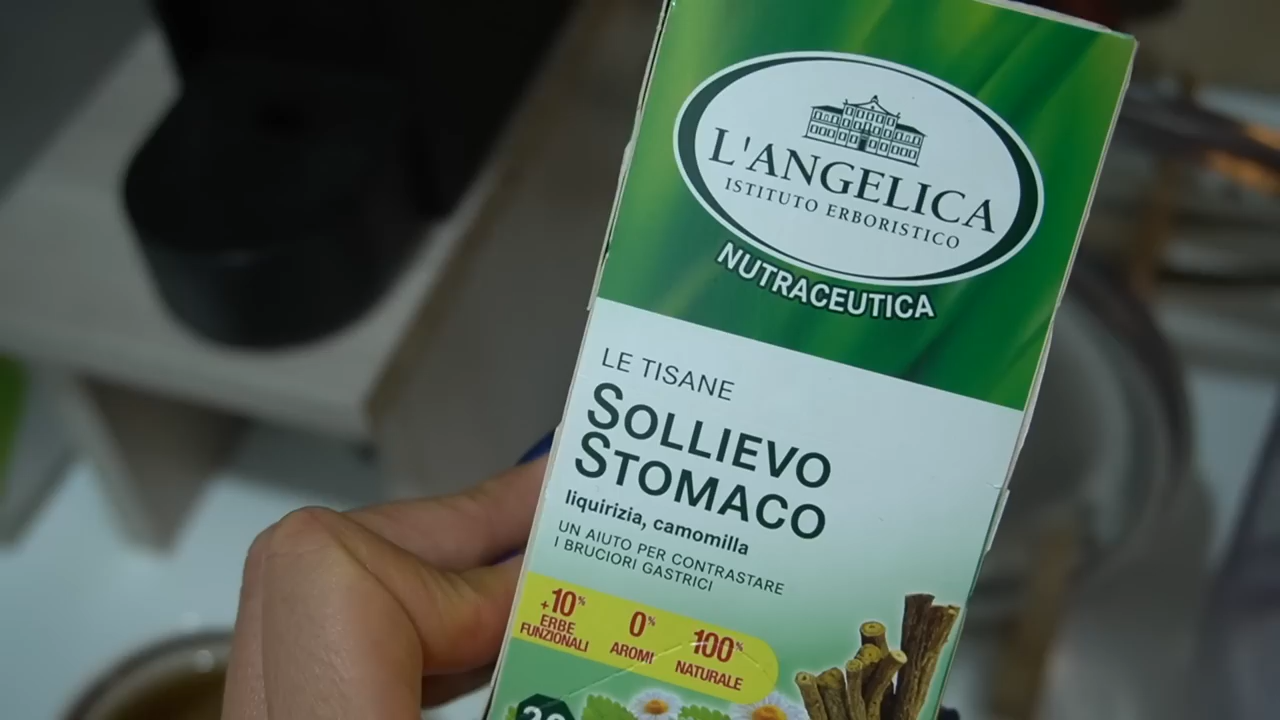 L'ANGELICA
ISTITUTO ERBORISTICO
NUTRACEUTICA
LE TISANE
SOLLIEVO
STOMACO
liquirizia, camomilla
UN AIUTO PER CONTRASTARE
I BRUCIORI GASTRICI
+10%
ERBE
FUNZIONALI
0%
AROMI
100%
NATURALE